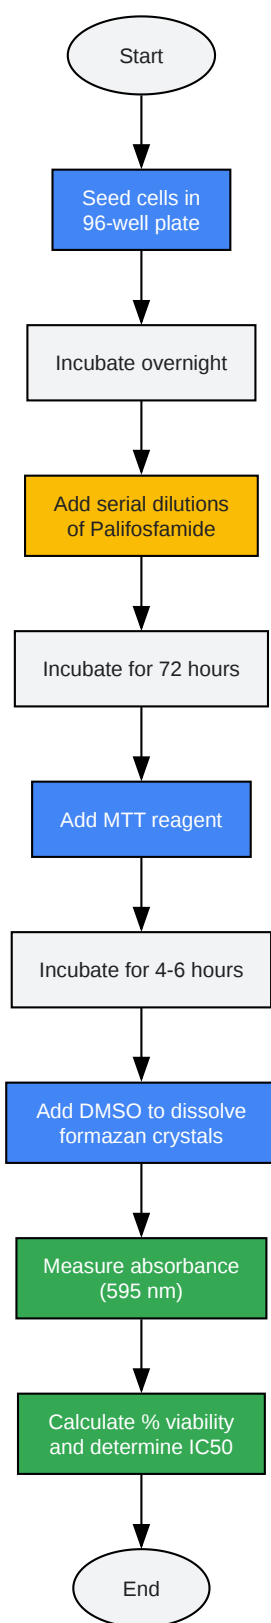 Start
Seed cells in
96-well plate
Incubate overnight
Add serial dilutions
of Palifosfamide
Incubate for 72 hours
Add MTT reagent
Incubate for 4-6 hours
Add DMSO to dissolve
formazan crystals
Measure absorbance
(595 nm)
Calculate % viability
and determine IC50
End